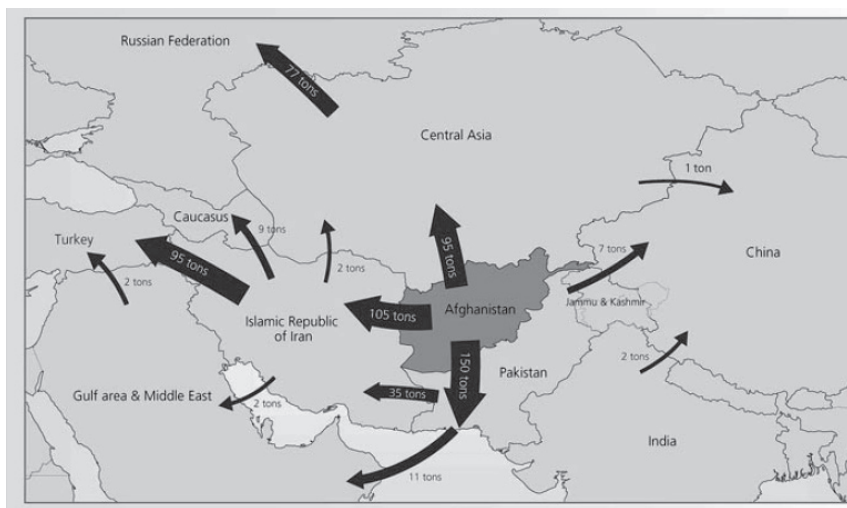 Russian Federation
77 tons
Central Asia
1 ton
Caucasus
9 tons
Turkey
95 tons
2 tons
2 tons
95 tons
7 tons
China
Islamic Republic
of Iran
105 tons
Afghanistan
Jammu & Kashmir
150 tons
Pakistan
2 tons
Gulf area & Middle East
2 tons
35 tons
India
11 tons